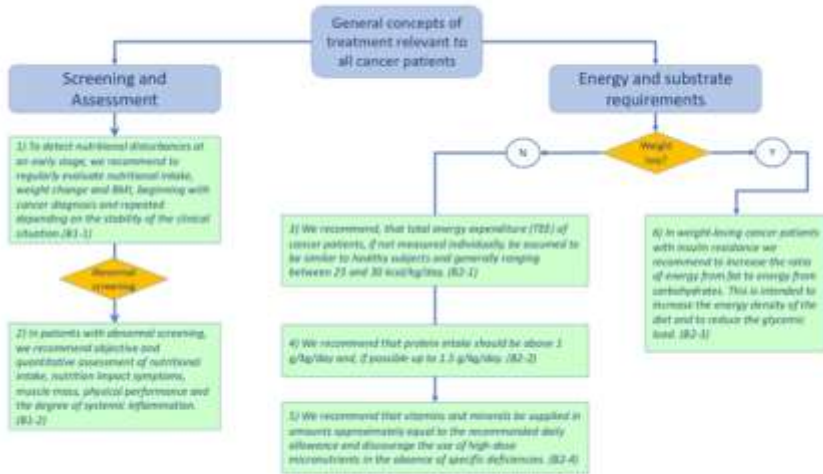 General concepts of
treatment relevant to
all cancer patients
Screening and
Assessment
1) To detect nutritional disturbances at
an early stage, we recommend to
regularly evaluate nutritional intake,
weight change and BMI, beginning with
cancer diagnosis and repeated
depending on the stability of the clinical
situation.(B1-1)
Abnormal
screening
2) In patients with abnormal screening,
we recommend objective and
quantitative assessment of nutritional
intake, nutrition impact symptoms,
muscle mass, physical performance and
the degree of systemic inflammation.
(B1-2)
Energy and substrate
requirements
Weight
loss?
N
Y
3) We recommend, that total energy expenditure (TEE) of
cancer patients, if not measured individually, be assumed to
be similar to healthy subjects and generally ranging
between 25 and 30 kcal/kg/day. (B2-1)
4) We recommend that protein intake should be above 1
g/kg/day and, if possible up to 1.5 g/kg/day. (B2-2)
5) We recommend that vitamins and minerals be supplied in
amounts approximately equal to the recommended daily
allowance and discourage the use of high-dose
micronutrients in the absence of specific deficiencies. (B2-4)
6) In weight-losing cancer patients
with insulin resistance we
recommend to increase the ratio
of energy from fat to energy from
carbohydrates. This is intended to
increase the energy density of the
diet and to reduce the glycemic
load. (B2-3)